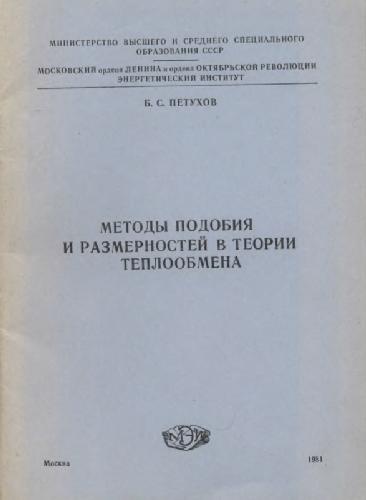 МИНИСТЕРСТВО ВЫСШЕГО И СРЕДНЕГО СПЕЦИАЛЬНОГО
ОБРАЗОВАНИЯ СССР
МОСКОВСКИЙ ордена ЛЕНИНА и ордена ОКТЯБРЬСКОЙ РЕВОЛЮЦИИ
ЭНЕРГЕТИЧЕСКИЙ ИНСТИТУТ
Б. С. ПЕТУХОВ
МЕТОДЫ ПОДОБИЯ
И РАЗМЕРНОСТЕЙ В ТЕОРИИ
ТЕПЛООБМЕНА
МЭИ
Москва
1981